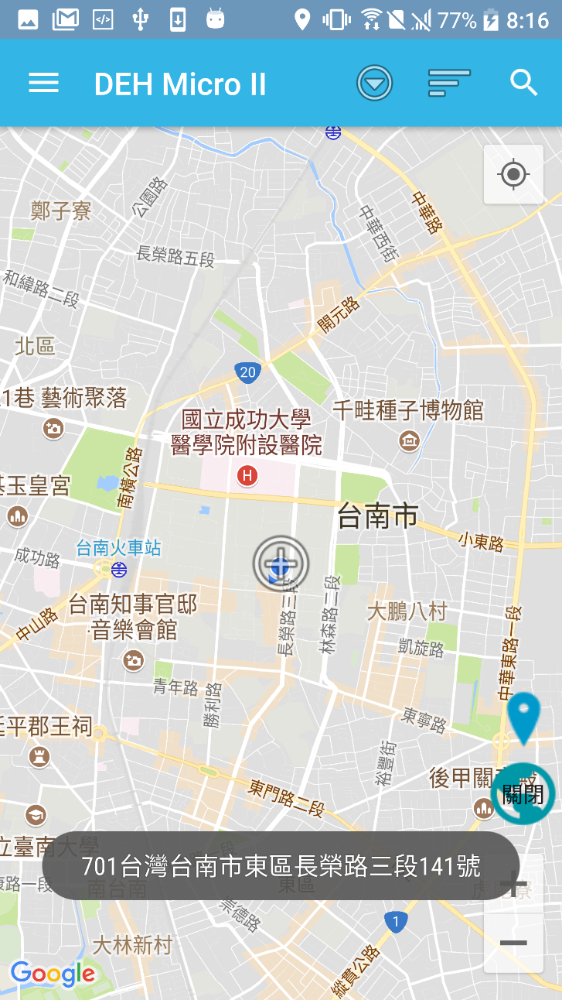 77% 8:16
DEH Micro II
鄭子寮
公園路
中華路
中華西街
長榮路五段
和緯路二段
開元路
北區
20
1巷 藝術聚落
國立成功大學
醫學院附設醫院
千畦種子博物館
H
南橫公路
玉皇宮
台南市
小東路
台南火車站
成功路
台南知事官邸
·音樂會館
中山路
長榮路三段
林森路二段
大鵬八村
凱旋路
中華東路一段
青年路
勝利路
東寧路
延平郡王祠
裕豐街
後甲關
關閉
東門路二段
立臺南大學
701台灣台南市東區長榮路三段141號
康路一段
南台南
東區
崇德路
1
大林新村
縱貫公路
Google